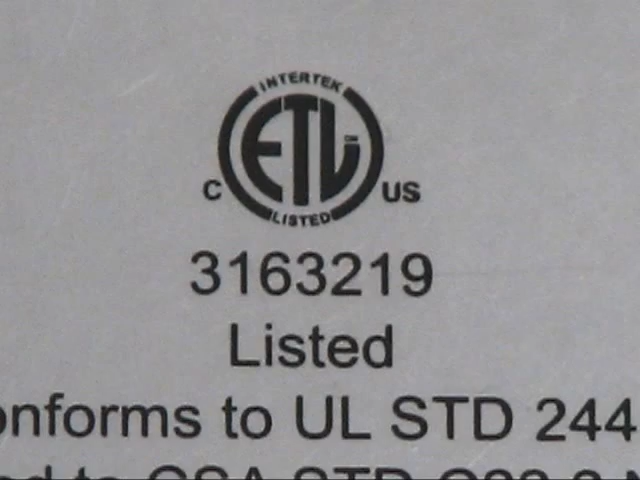 INTERTEK
ETL
C US
LISTED
3163219
Listed
onforms to UL STD 244